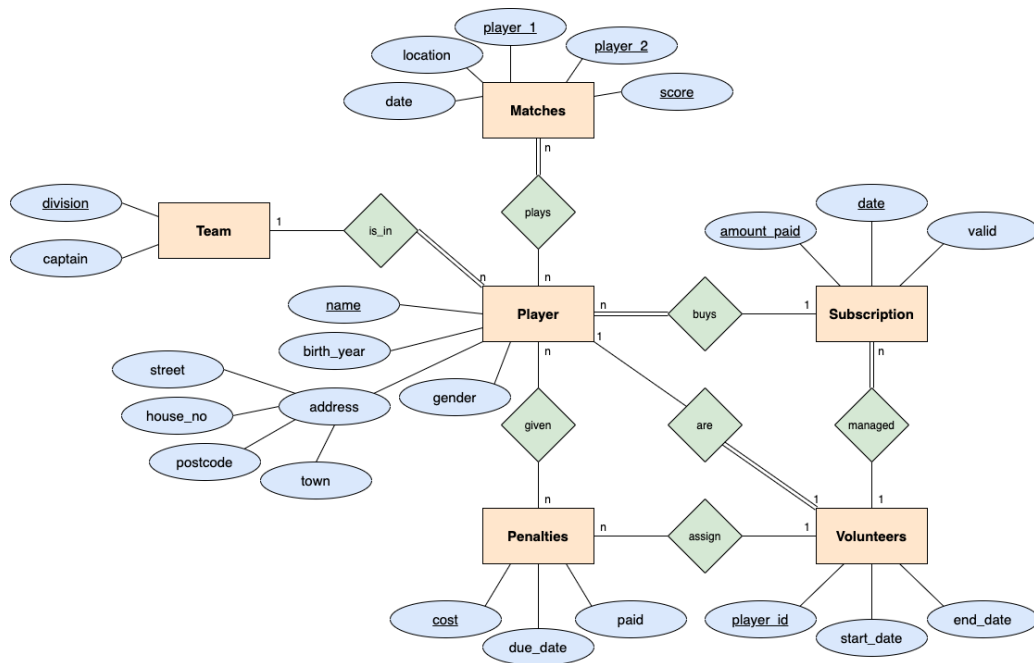 player_1
player_2
location
score
date
Matches
n
plays
n
division
Team
1
is_in
n
captain
date
amount_paid
valid
name
Player
n
buys
1
Subscription
birth_year
n
1
n
street
address
gender
house_no
given
are
managed
postcode
town
n
1
1
Penalties
n
assign
1
Volunteers
cost
paid
player_id
end_date
due_date
start_date